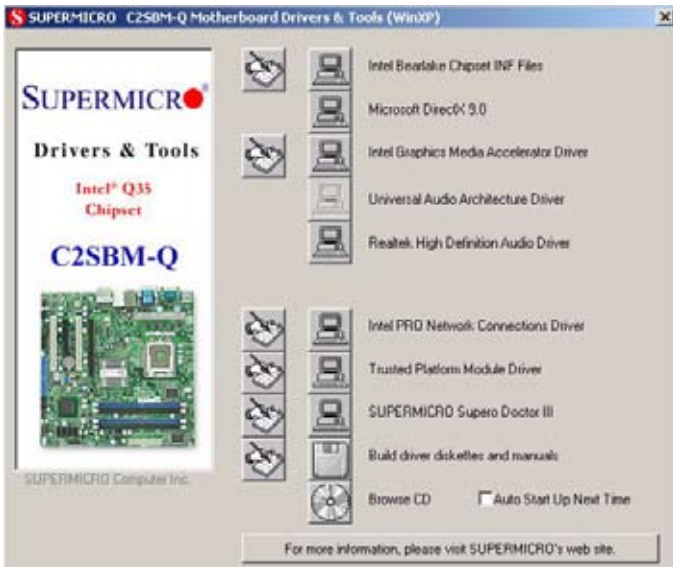 SUPERMICRO C2SBM-Q Motherboard Drivers & Tools (WinXP)
SUPERMICRO
Drivers & Tools
Intel® Q35
Chipset
C2SBM-Q
SUPERMICRO Computer Inc.
Intel Bearlake Chipset INF Files
Microsoft DirectX 9.0
Intel Graphics Media Accelerator Driver
Universal Audio Architecture Driver
Realtek High Definition Audio Driver
Intel PRO Network Connections Driver
Trusted Platform Module Driver
SUPERMICRO Supero Doctor III
Build driver diskettes and manuals
Browse CD
Auto Start Up Next Time
For more information, please visit SUPERMICRO's web site.